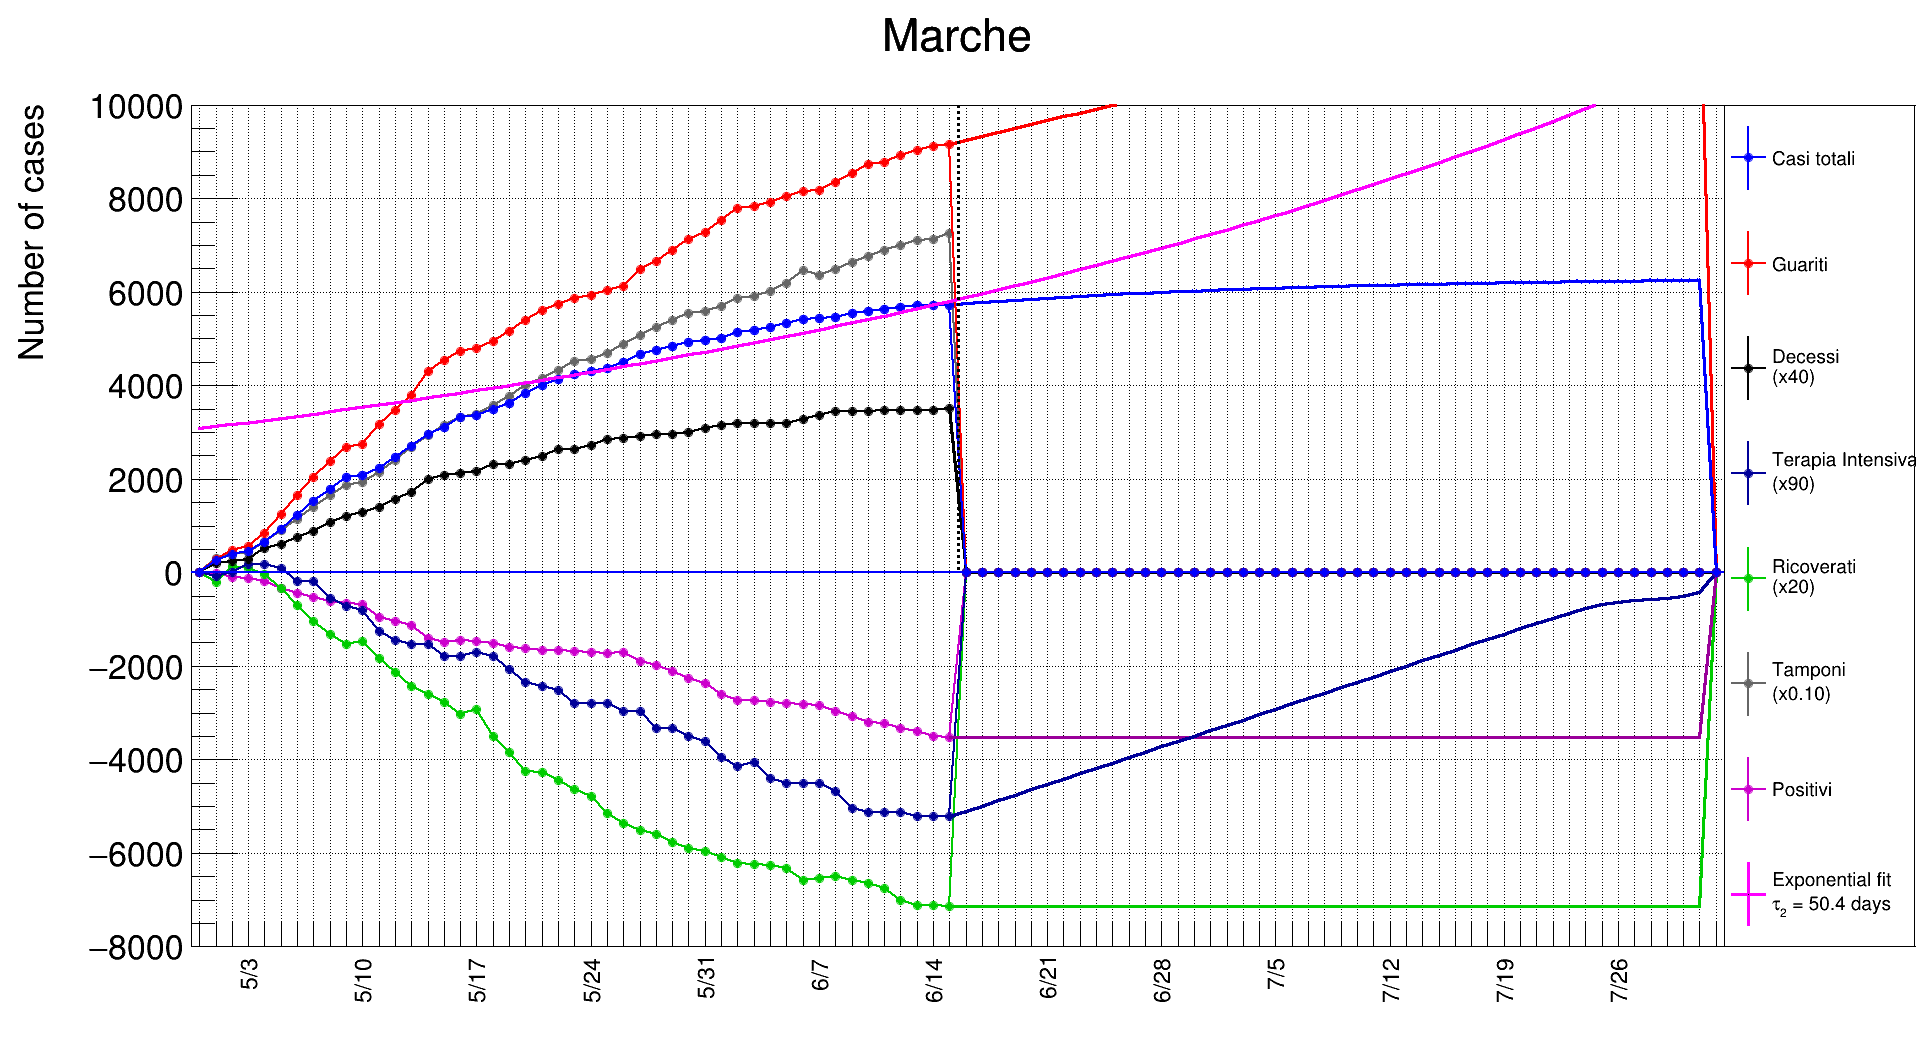 Marche
Number of cases
10000
8000
6000
4000
2000
0
−2000
−4000
−6000
−8000
5/3
5/10
5/17
5/24
5/31
6/7
6/14
6/21
6/28
7/5
7/12
7/19
7/26
Casi totali
Guariti
Decessi
(x40)
Terapia Intensiva
(x90)
Ricoverati
(x20)
Tamponi
(x0.10)
Positivi
Exponential fit
τ₂ = 50.4 days